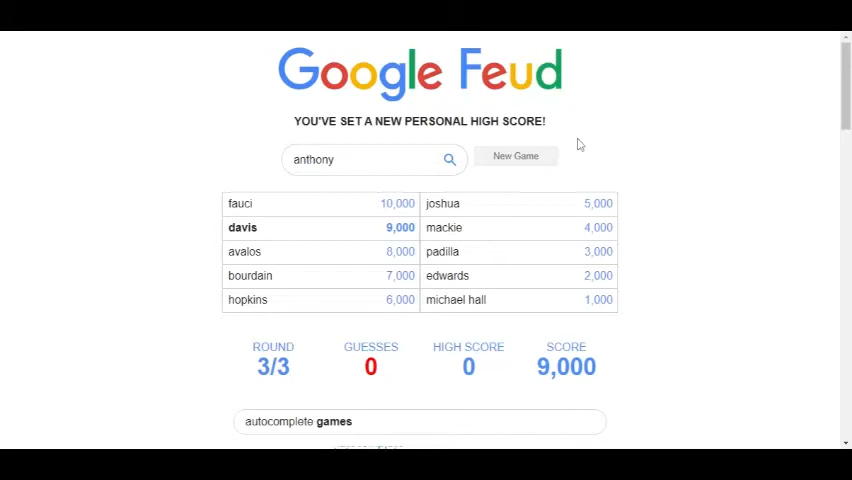 Google Feud
YOU'VE SET A NEW PERSONAL HIGH SCORE!
anthony
New Game
fauci 10,000 joshua 5,000
davis 9,000 mackie 4,000
avalos 8,000 padilla 3,000
bourdain 7,000 edwards 2,000
hopkins 6,000 michael hall 1,000
ROUND GUESSES HIGH SCORE SCORE
3/3 0 0 9,000
autocomplete games